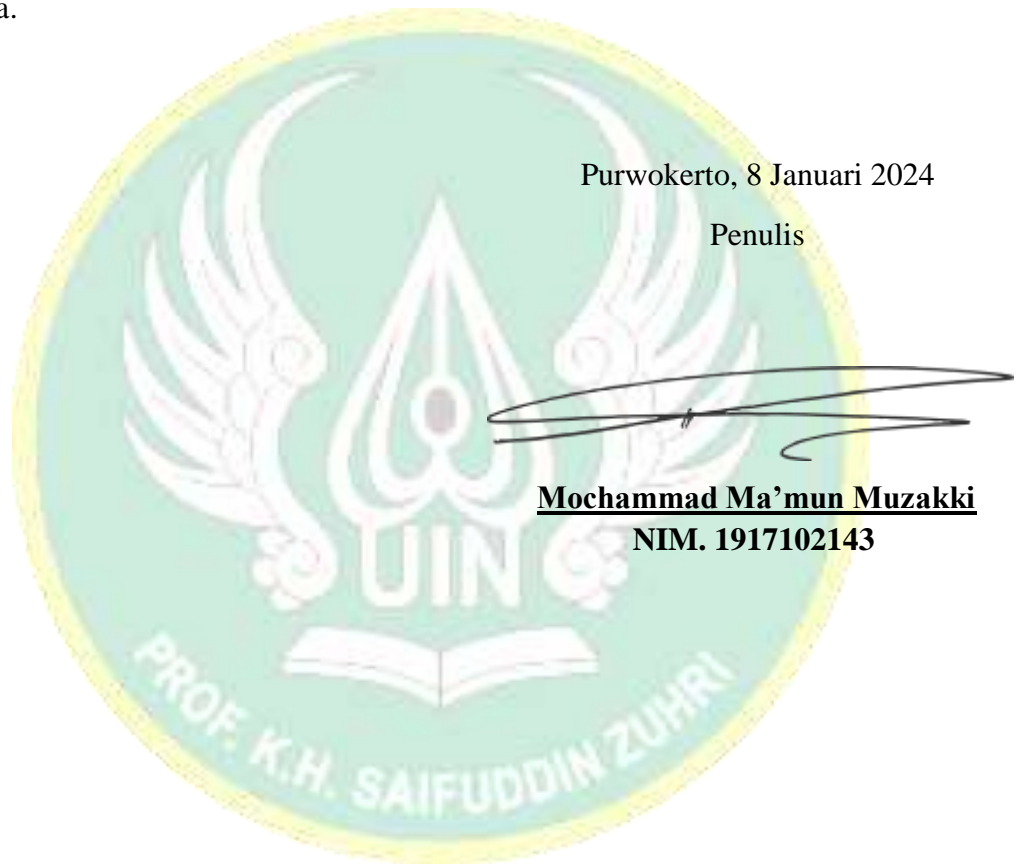 a.
Purwokerto, 8 Januari 2024
Penulis
Mochammad Ma’mun Muzakki
NIM. 1917102143
UIN
PROF. K.H. SAIFUDDIN ZUHRI